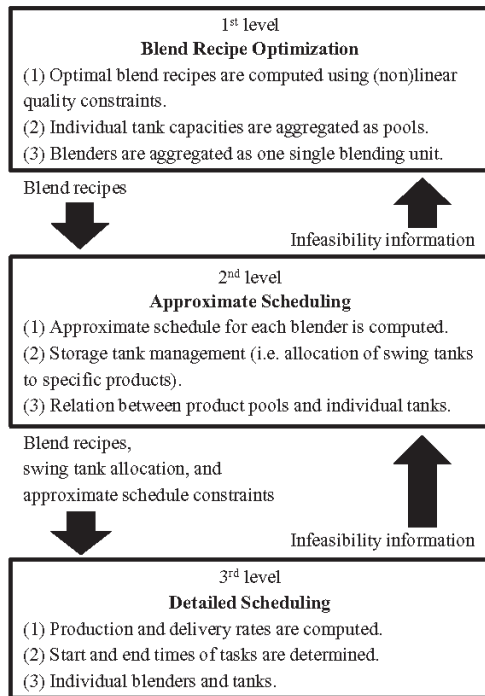 1st level
Blend Recipe Optimization
(1) Optimal blend recipes are computed using (non)linear
quality constraints.
(2) Individual tank capacities are aggregated as pools.
(3) Blenders are aggregated as one single blending unit.
Blend recipes
Infeasibility information
2nd level
Approximate Scheduling
(1) Approximate schedule for each blender is computed.
(2) Storage tank management (i.e. allocation of swing tanks
to specific products).
(3) Relation between product pools and individual tanks.
Blend recipes,
swing tank allocation, and
approximate schedule constraints
Infeasibility information
3rd level
Detailed Scheduling
(1) Production and delivery rates are computed.
(2) Start and end times of tasks are determined.
(3) Individual blenders and tanks.